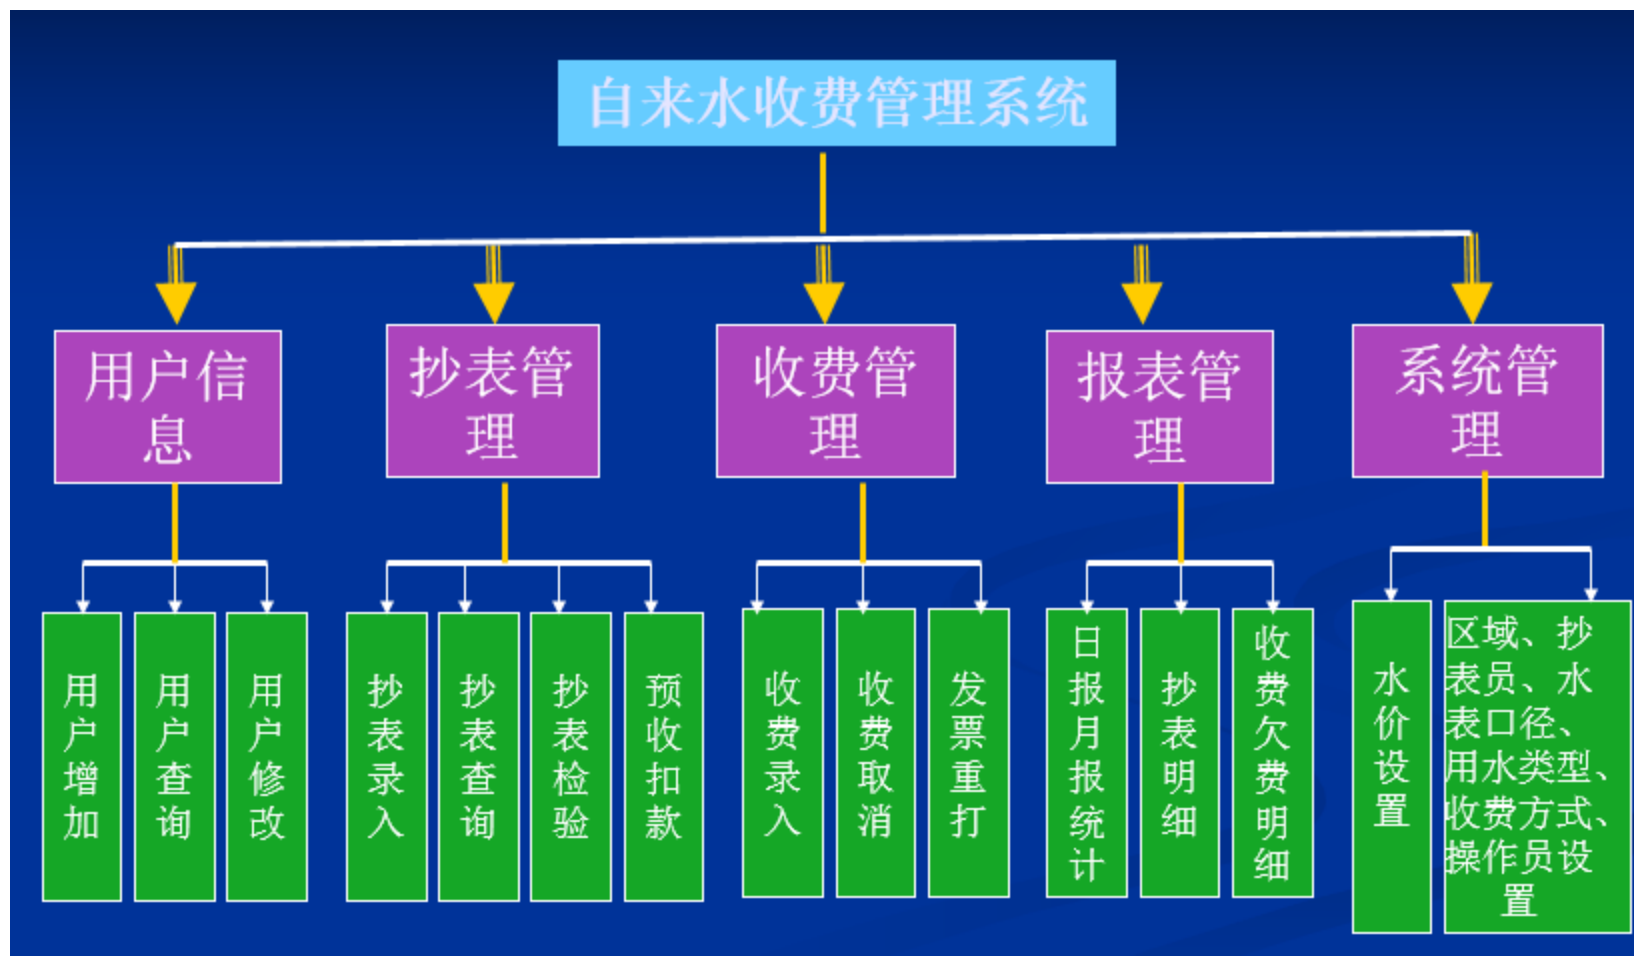 自来水收费管理系统
用户信
息
抄表管
理
收费管
理
报表管
理
系统管
理
用
户
增
加
用
户
查
询
用
户
修
改
抄
表
录
入
抄
表
查
询
抄
表
检
验
预
收
扣
款
收
费
录
入
收
费
取
消
发
票
重
打
日
报
月
报
统
计
抄
表
明
细
收
费
欠
费
明
细
水
价
设
置
区域、抄
表员、水
表口径、
用水类型、
收费方式、
操作员设
置